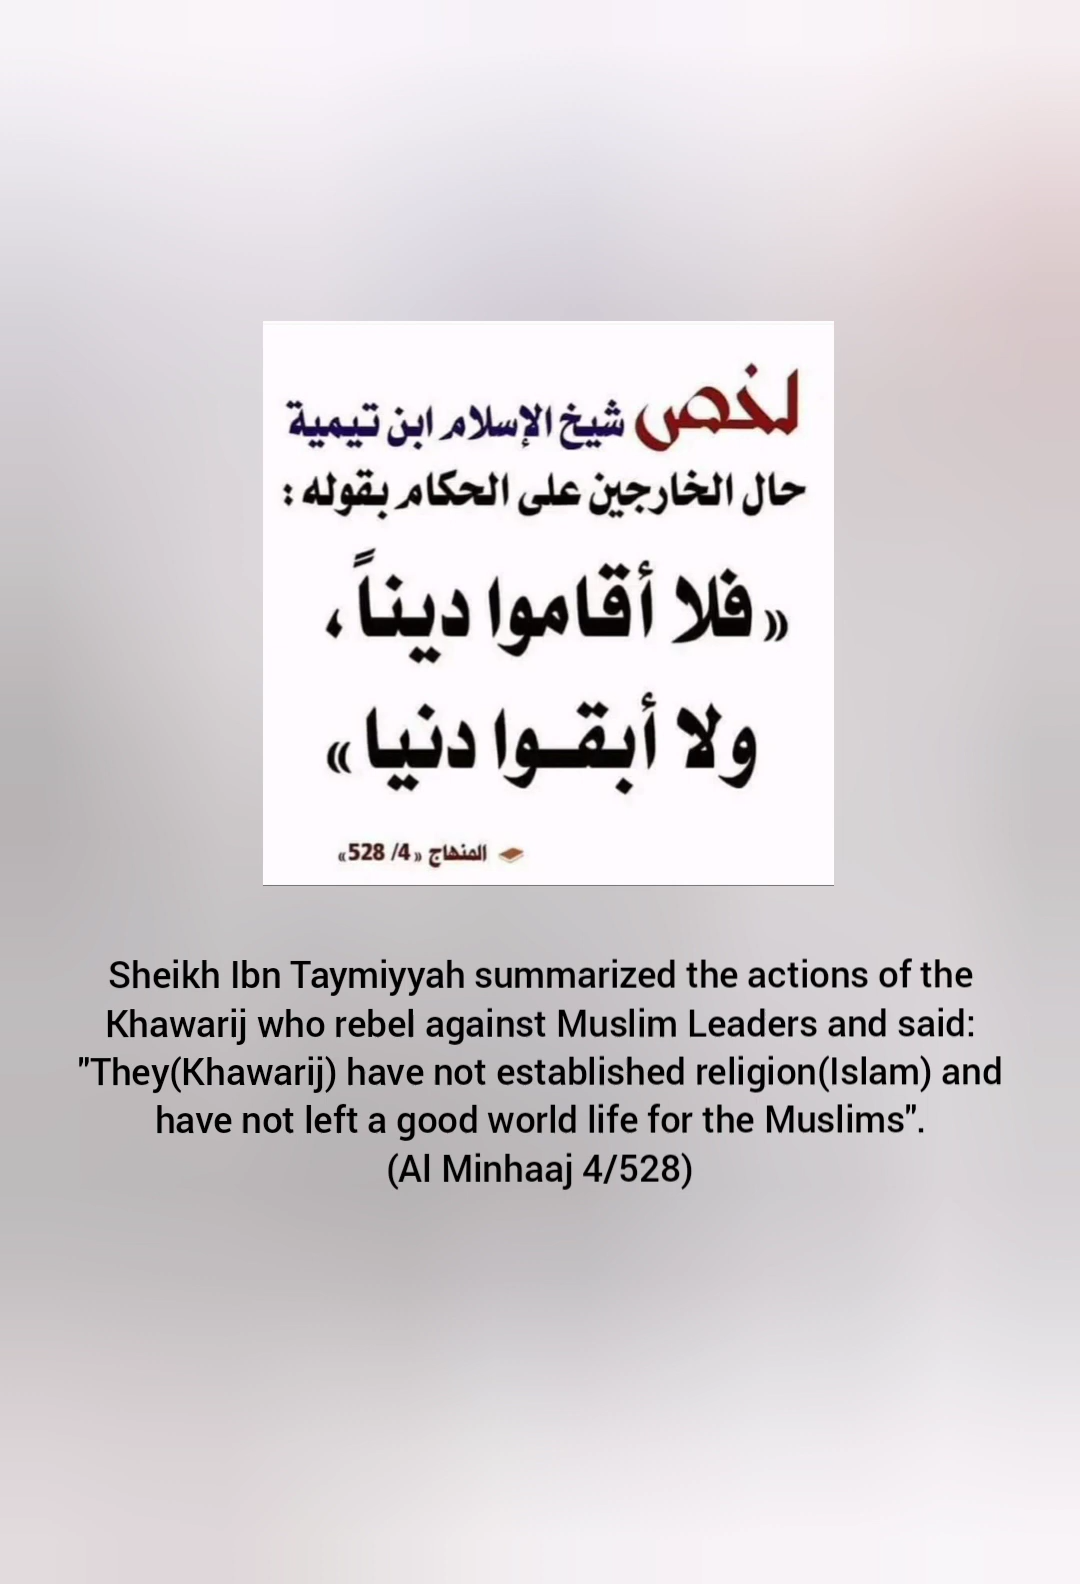 لخص شيخ الإسلام ابن تيمية
حال الخارجين على الحكام بقوله :
«فلا أقاموا ديناً ،
ولا أبقوا دنيا »
المنهاج «4/ 528»
Sheikh Ibn Taymiyyah summarized the actions of the
Khawarij who rebel against Muslim Leaders and said:
"They(Khawarij) have not established religion(Islam) and
have not left a good world life for the Muslims".
(Al Minhaaj 4/528)